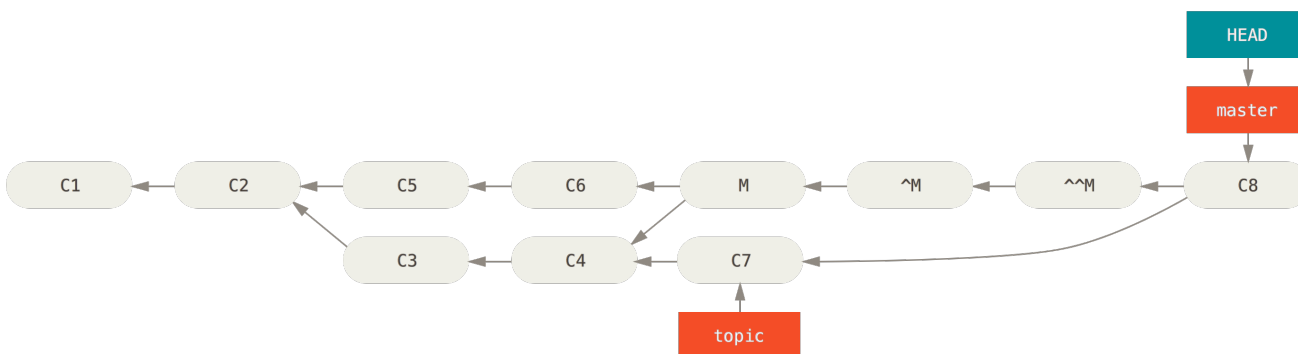 HEAD
master
C1 C2 C5 C6 M ^M ^^M C8
C3 C4 C7
topic